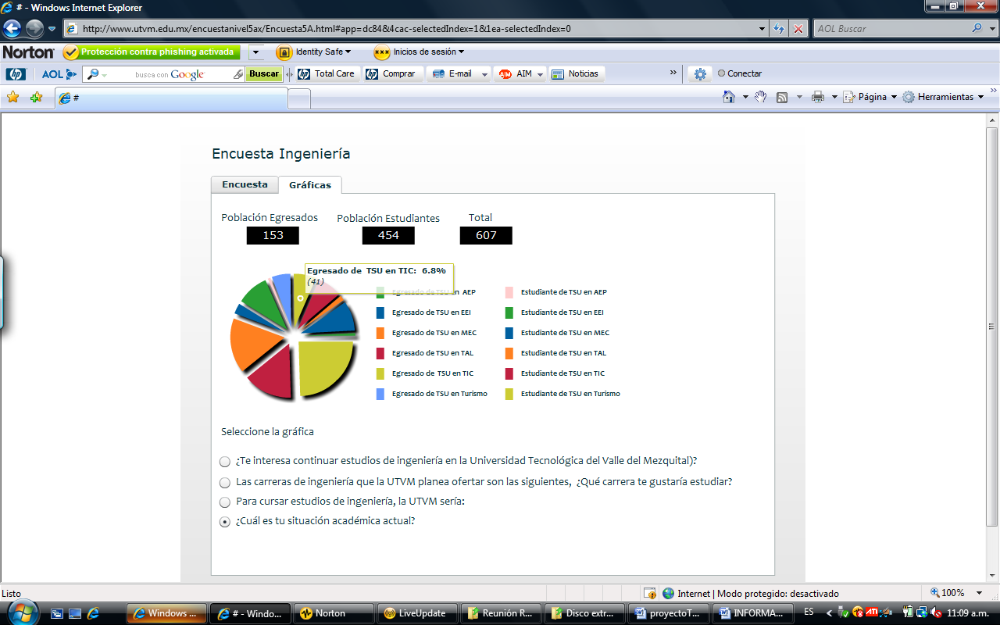 # - Windows Internet Explorer
http://www.utvm.edu.mx/encuestanivel5ax/Encuesta5A.html#app=dc84&4cac-selectedIndex=1&1ea-selectedIndex=0
AOL Buscar
Norton
Protección contra phishing activada
Identity Safe
Inicios de sesión
hp
AOL
busca con Google
Buscar
Total Care
Comprar
E-mail
AIM
Noticias
»
Conectar
#
Página
Herramientas
»
Encuesta Ingeniería
Encuesta
Gráficas
Población Egresados
Población Estudiantes
Total
153
454
607
Egresado de TSU en TIC: 6.8%
(41)
Egresado de TSU en AEP
Estudiante de TSU en AEP
Egresado de TSU en EEI
Estudiante de TSU en EEI
Egresado de TSU en MEC
Estudiante de TSU en MEC
Egresado de TSU en TAL
Estudiante de TSU en TAL
Egresado de TSU en TIC
Estudiante de TSU en TIC
Egresado de TSU en Turismo
Estudiante de TSU en Turismo
Seleccione la gráfica
¿Te interesa continuar estudios de ingeniería en la Universidad Tecnológica del Valle del Mezquital)?
Las carreras de ingeniería que la UTVM planea ofertar son las siguientes, ¿Qué carrera te gustaría estudiar?
Para cursar estudios de ingeniería, la UTVM sería:
¿Cuál es tu situación académica actual?
Listo
Internet | Modo protegido: desactivado
100%
Windows ...
# - Windo...
Norton
LiveUpdate
Reunión R...
Disco extr...
proyectoT...
INFORMA...
ES
ATI
11:09 a.m.